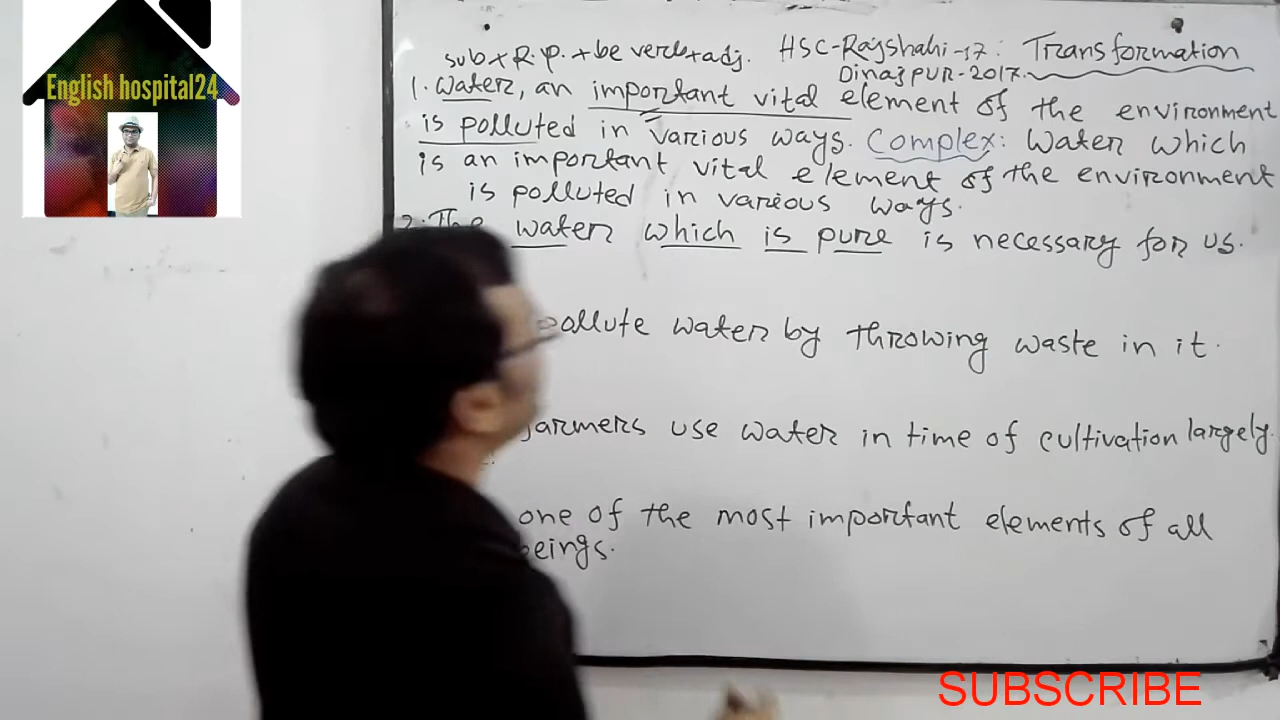 English hospital24
sub+R.P.+be verb+adj. HSC-Rajshahi-17: Transformation
Dinajpur-2017.
1. Water, an important vital element of the environment
is polluted in various ways. Complex: Water which
is an important vital element of the environment
is polluted in various ways.
2. The water which is pure is necessary for us.
pollute water by throwing waste in it.
farmers use water in time of cultivation largely.
one of the most important elements of all
beings.
SUBSCRIBE